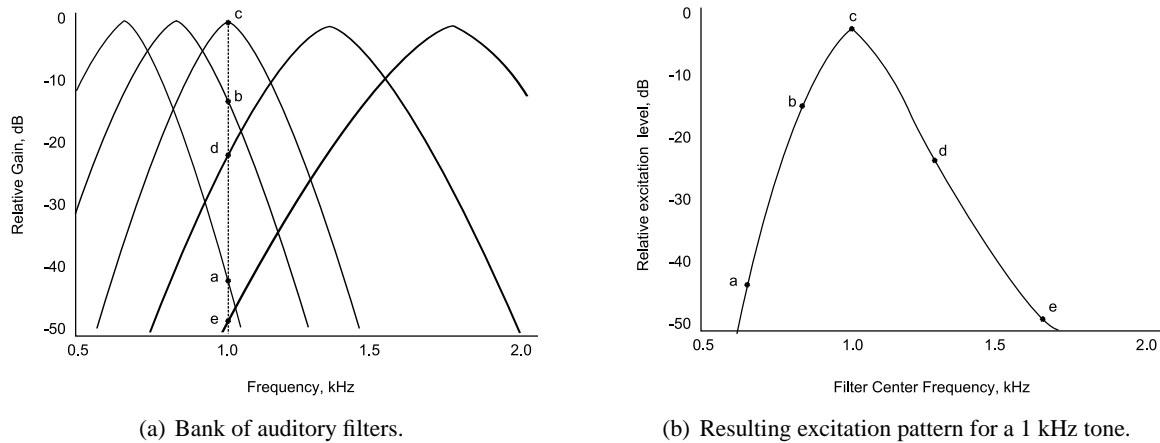 0
-10
-20
-30
-40
-50
Relative Gain, dB
c
b
d
a
e
0.5
1.0
1.5
2.0
Frequency, kHz
(a) Bank of auditory filters.
0
-10
-20
-30
-40
-50
Relative excitation level, dB
c
b
d
a
e
0.5
1.0
1.5
2.0
Filter Center Frequency, kHz
(b) Resulting excitation pattern for a 1 kHz tone.